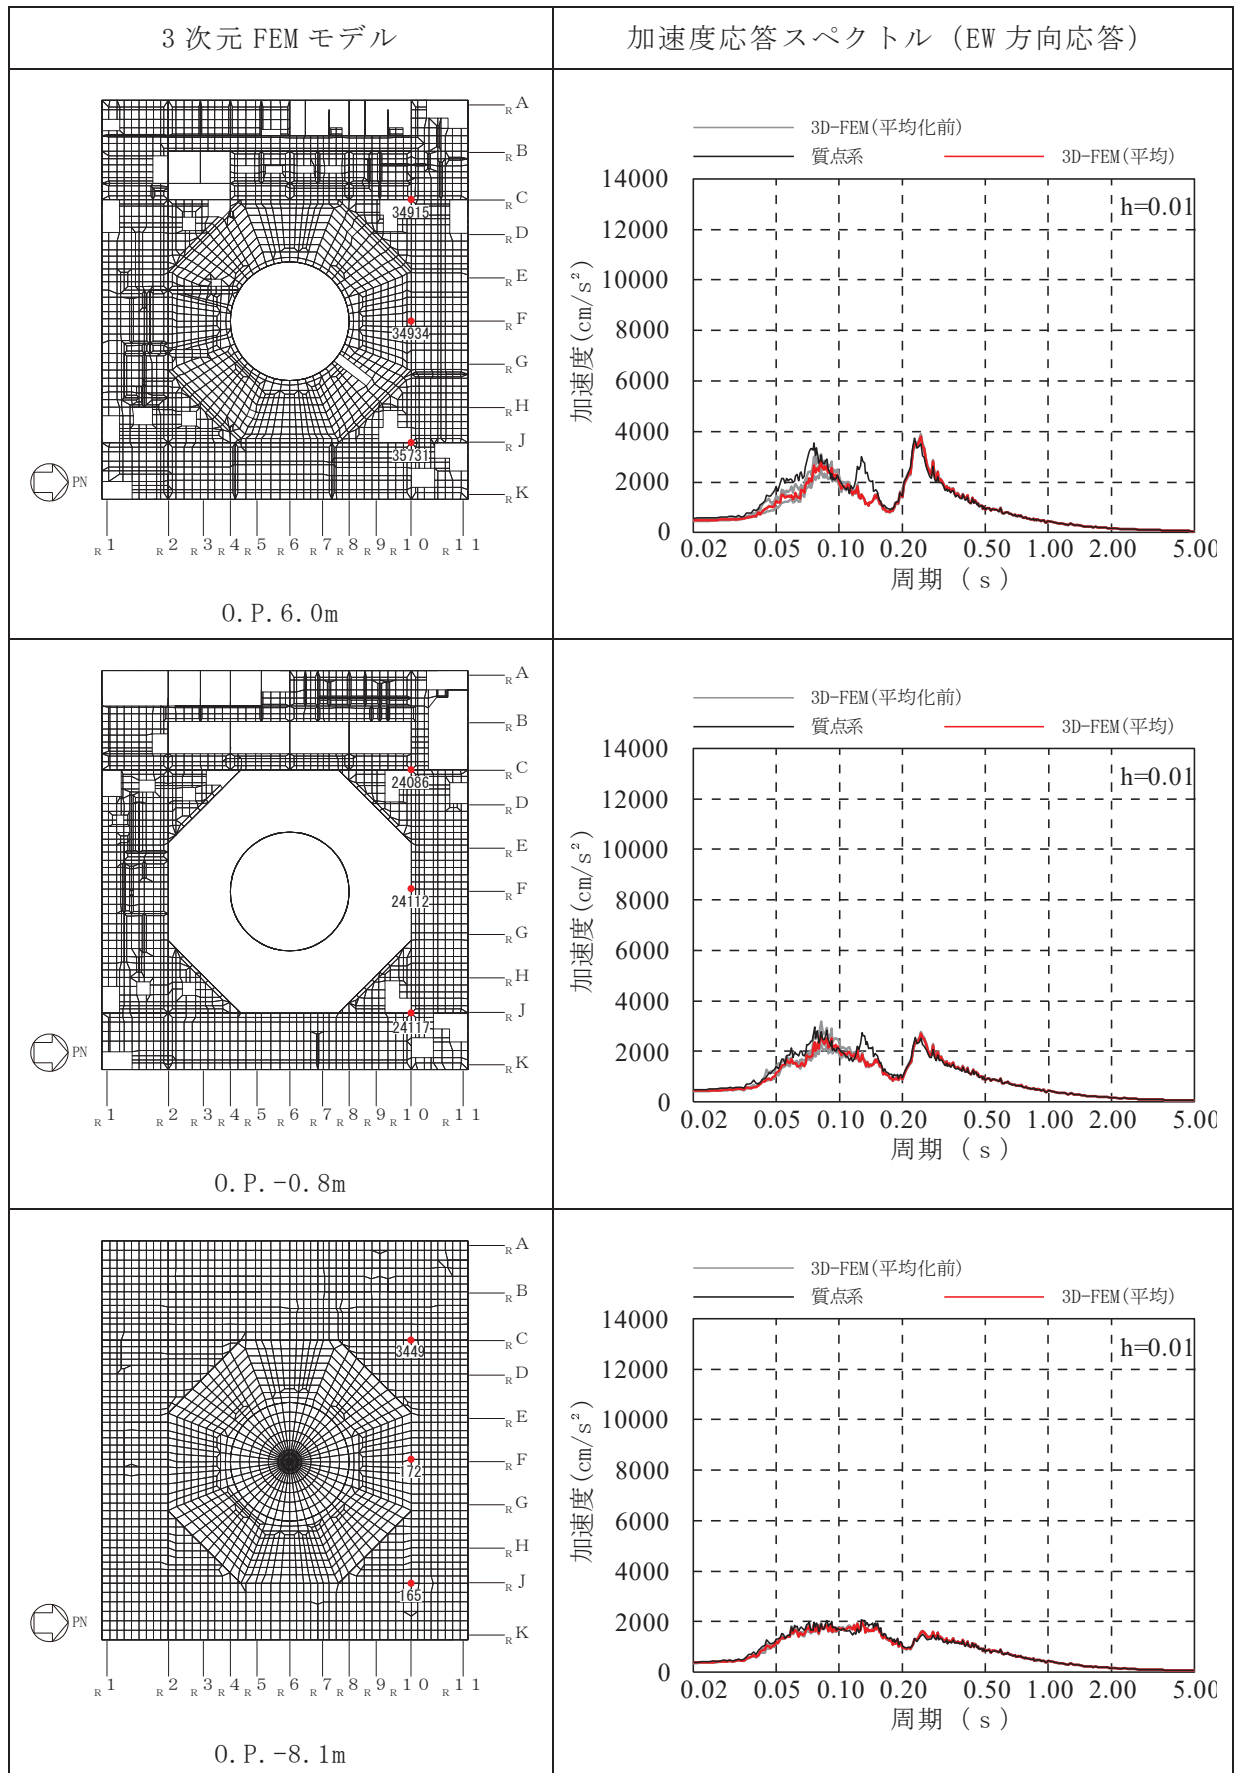 3次元 FEM モデル
加速度応答スペクトル（EW 方向応答）
RA
RB
RC
34915
RD
RE
RF
34934
RG
RH
RJ
35731
PN
RK
R1 R2 R3 R4 R5 R6 R7 R8 R9 R10 R11
O.P.6.0m
3D-FEM(平均化前)
質点系 3D-FEM(平均)
14000
h=0.01
12000
10000
8000
6000
4000
2000
0
加速度(cm/s²)
0.02 0.05 0.10 0.20 0.50 1.00 2.00 5.00
周期（s）
RA
RB
RC
24086
RD
RE
RF
24112
RG
RH
RJ
24117
PN
RK
R1 R2 R3 R4 R5 R6 R7 R8 R9 R10 R11
O.P.-0.8m
3D-FEM(平均化前)
質点系 3D-FEM(平均)
14000
h=0.01
12000
10000
8000
6000
4000
2000
0
加速度(cm/s²)
0.02 0.05 0.10 0.20 0.50 1.00 2.00 5.00
周期（s）
RA
RB
RC
3449
RD
RE
RF
172
RG
RH
RJ
165
PN
RK
R1 R2 R3 R4 R5 R6 R7 R8 R9 R10 R11
O.P.-8.1m
3D-FEM(平均化前)
質点系 3D-FEM(平均)
14000
h=0.01
12000
10000
8000
6000
4000
2000
0
加速度(cm/s²)
0.02 0.05 0.10 0.20 0.50 1.00 2.00 5.00
周期（s）